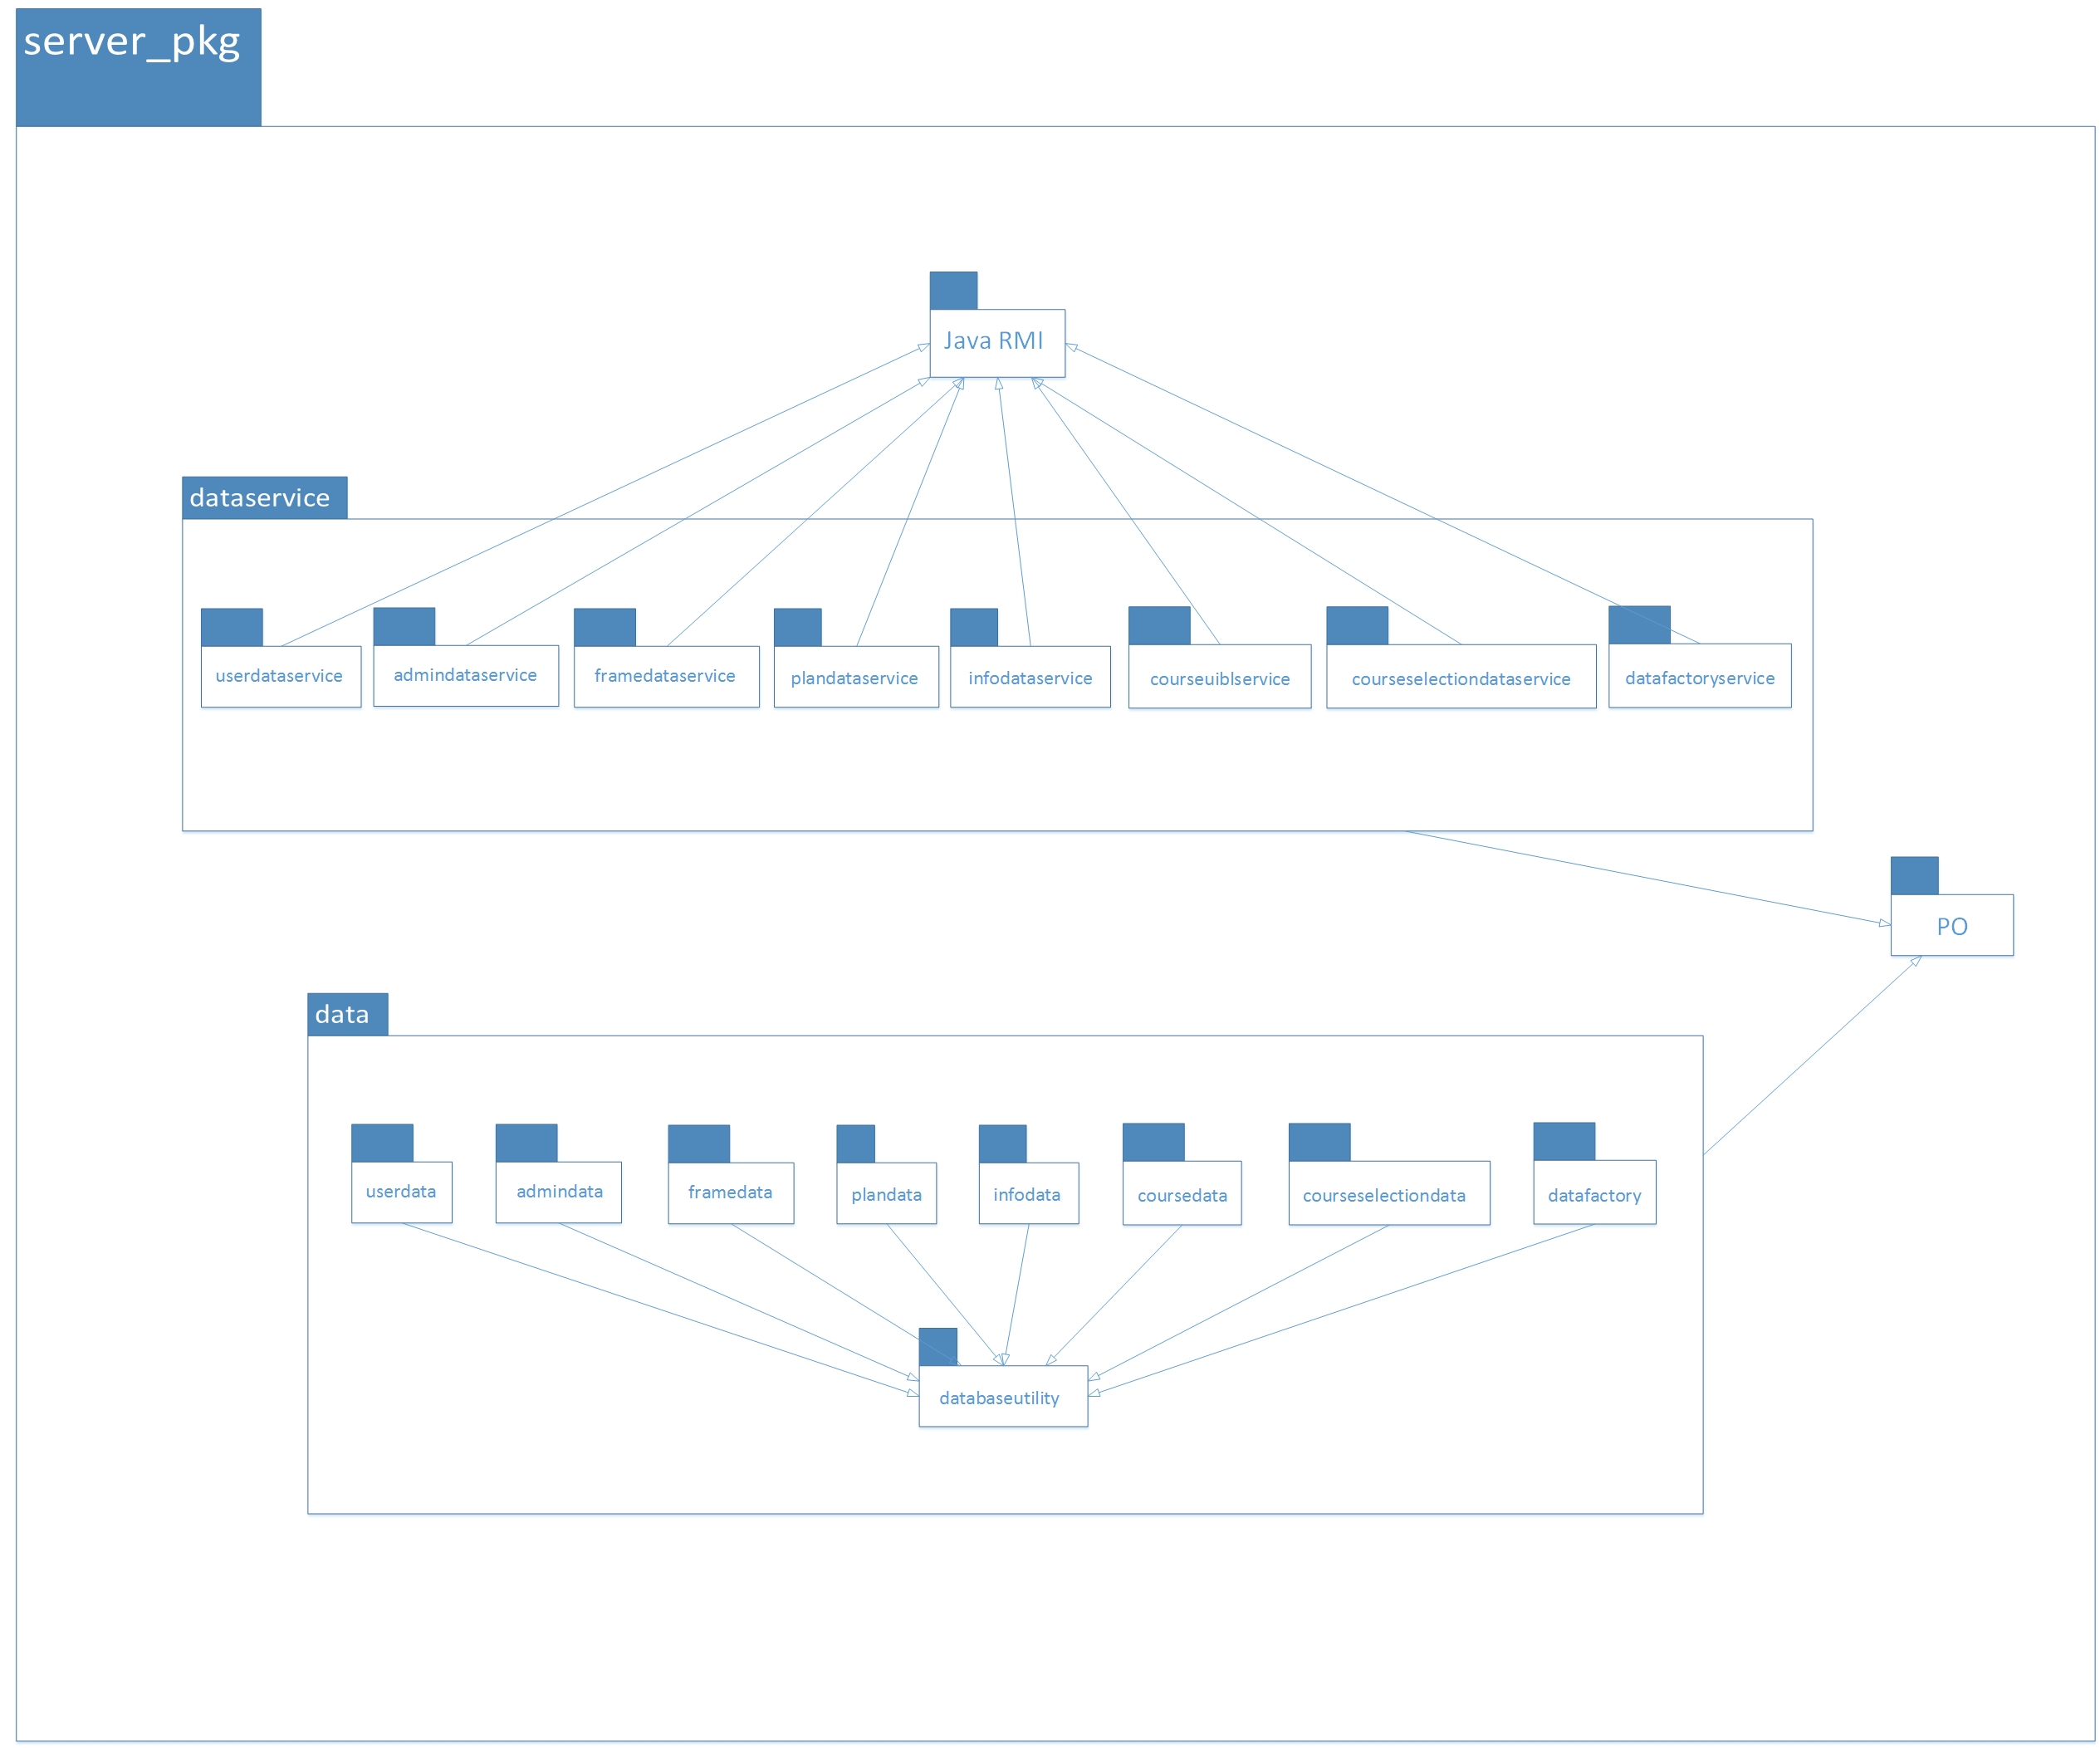 server_pkg
Java RMI
dataservice
userdataservice
admindataservice
framedataservice
plandataservice
infodataservice
courseuiblservice
courseselectiondataservice
datafactoryservice
PO
data
userdata
admindata
framedata
plandata
infodata
coursedata
courseselectiondata
datafactory
databaseutility